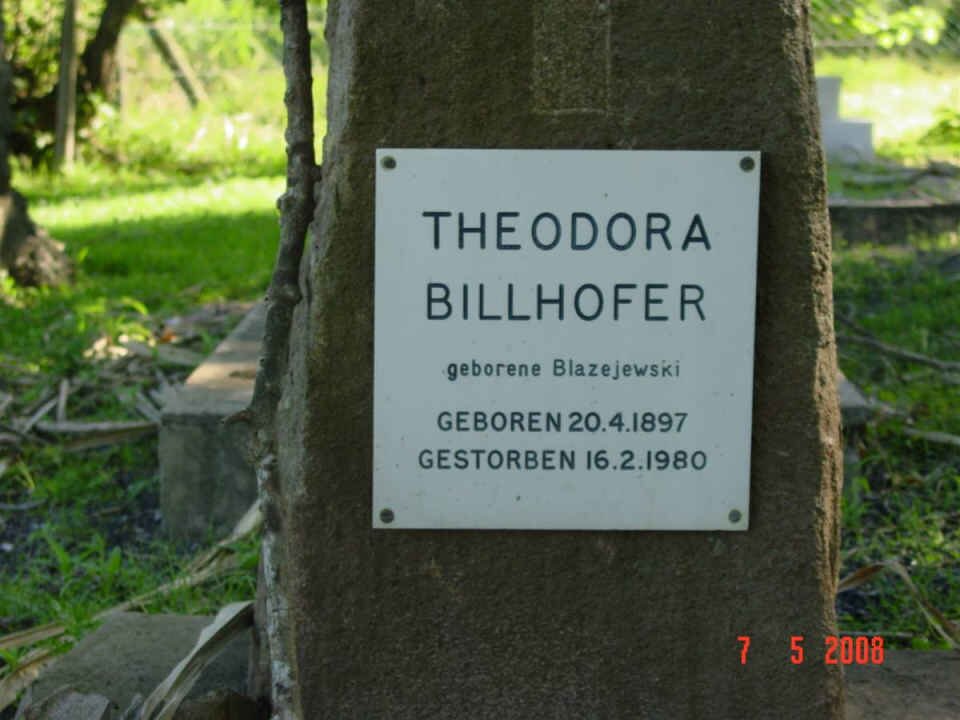 THEODORA
BILLHOFER
geborene Blazejewski
GEBOREN 20.4.1897
GESTORBEN 16.2.1980
7 5 2008